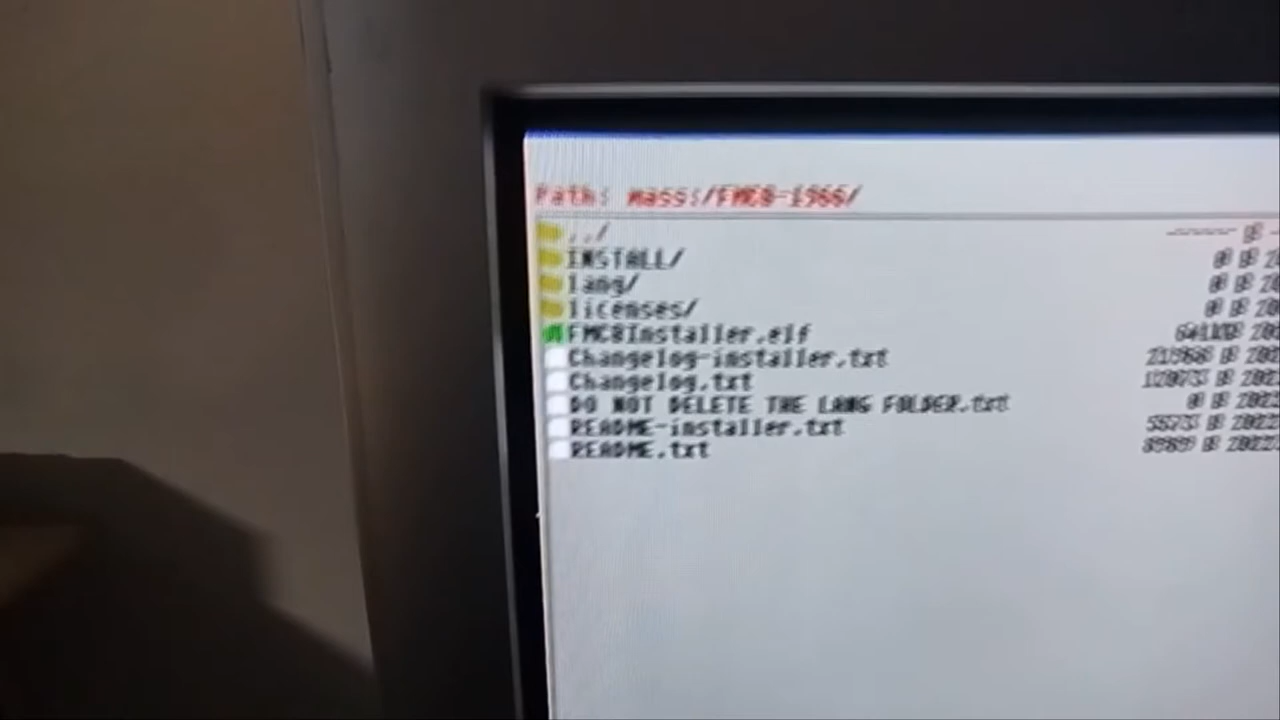 Path: mass:/FMCB-1966/
../
INSTALL/
lang/
licenses/
FMCBInstaller.elf
Changelog-installer.txt
Changelog.txt
DO NOT DELETE THE LANG FOLDER.txt
README-installer.txt
README.txt